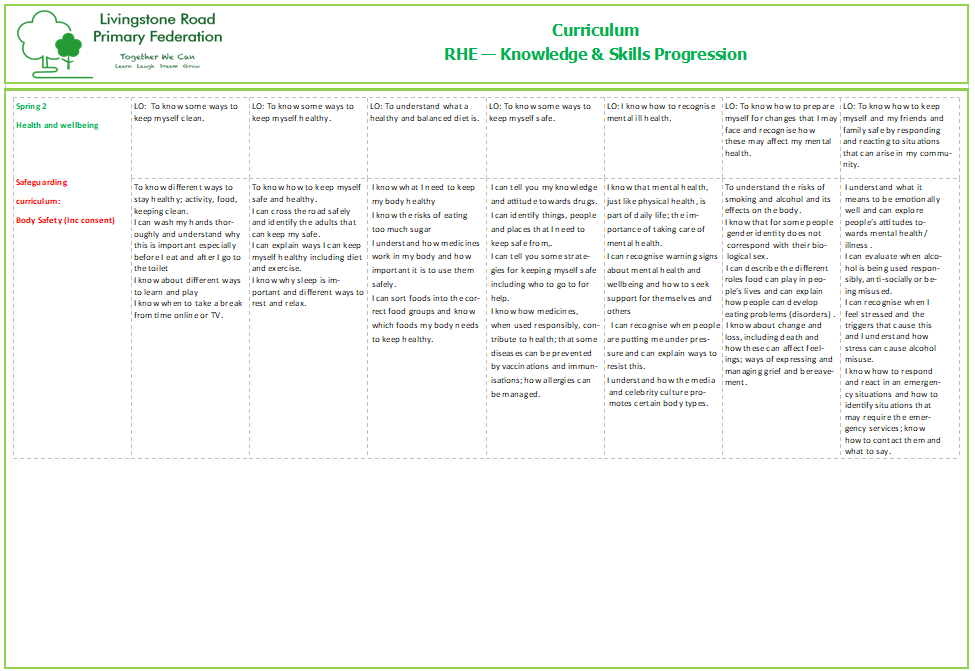 Livingstone Road
Primary Federation
Together We Can
Learn Laugh Dream Grow
Curriculum
RHE — Knowledge & Skills Progression
Spring 2
Health and wellbeing
Safeguarding
curriculum:
Body Safety (Inc consent)
LO: To know some ways to
keep myself clean.
LO: To know some ways to
keep myself healthy.
LO: To understand what a
healthy and balanced diet is.
LO: To know some ways to
keep myself safe.
LO: I know how to recognise
mental ill health.
LO: To know how to prepare
myself for changes that I may
face and recognise how
these may affect my mental
health.
LO: To know how to keep
myself and my friends and
family safe by responding
and reacting to situations
that can arise in my commu-
nity.
To know different ways to
stay healthy; activity, food,
keeping clean.
I can wash my hands thor-
oughly and understand why
this is important especially
before I eat and after I go to
the toilet
I know about different ways
to learn and play
I know when to take a break
from time online or TV.
To know how to keep myself
safe and healthy.
I can cross the road safely
and identify the adults that
can keep my safe.
I can explain ways I can keep
myself healthy including diet
and exercise.
I know why sleep is im-
portant and different ways to
rest and relax.
I know what I need to keep
my body healthy
I know the risks of eating
too much sugar
I understand how medicines
work in my body and how
important it is to use them
safely.
I can sort foods into the cor-
rect food groups and know
which foods my body needs
to keep healthy.
I can tell you my knowledge
and attitude towards drugs.
I can identify things, people
and places that I need to
keep safe from,.
I can tell you some strate-
gies for keeping myself safe
including who to go to for
help.
I know how medicines,
when used responsibly, con-
tribute to health; that some
diseases can be prevented
by vaccinations and immun-
isations; how allergies can
be managed.
I know that mental health,
just like physical health, is
part of daily life; the im-
portance of taking care of
mental health.
I can recognise warning signs
about mental health and
wellbeing and how to seek
support for themselves and
others
I can recognise when people
are putting me under pres-
sure and can explain ways to
resist this.
I understand how the media
and celebrity culture pro-
motes certain body types.
To understand the risks of
smoking and alcohol and its
effects on the body.
I know that for some people
gender identity does not
correspond with their bio-
logical sex.
I can describe the different
roles food can play in peo-
ple's lives and can explain
how people can develop
eating problems (disorders) .
I know about change and
loss, including death and
how these can affect feel-
ings; ways of expressing and
managing grief and bereave-
ment.
I understand what it
means to be emotionally
well and can explore
people's attitudes to-
wards mental health/
illness .
I can evaluate when alco-
hol is being used respon-
sibly, anti-socially or be-
ing misused.
I can recognise when I
feel stressed and the
triggers that cause this
and I understand how
stress can cause alcohol
misuse.
I know how to respond
and react in an emergen-
cy situations and how to
identify situations that
may require the emer-
gency services; know
how to contact them and
what to say.